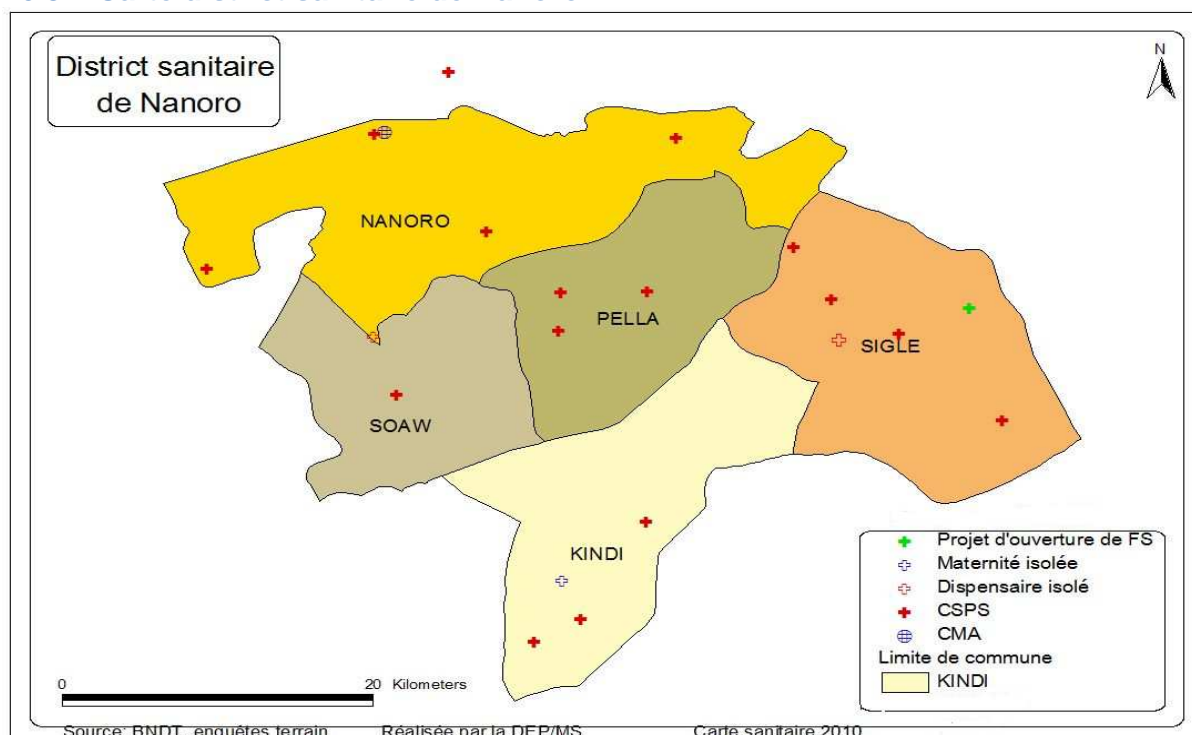 District sanitaire
de Nanoro
N
NANORO
PELLA
SIGLE
SOAW
KINDI
Projet d'ouverture de FS
Maternité isolée
Dispensaire isolé
CSPS
CMA
Limite de commune
KINDI
0 20 Kilometers
Source: BNDT, enquêtes terrain Réalisée par la DEP/MS Carte sanitaire 2010